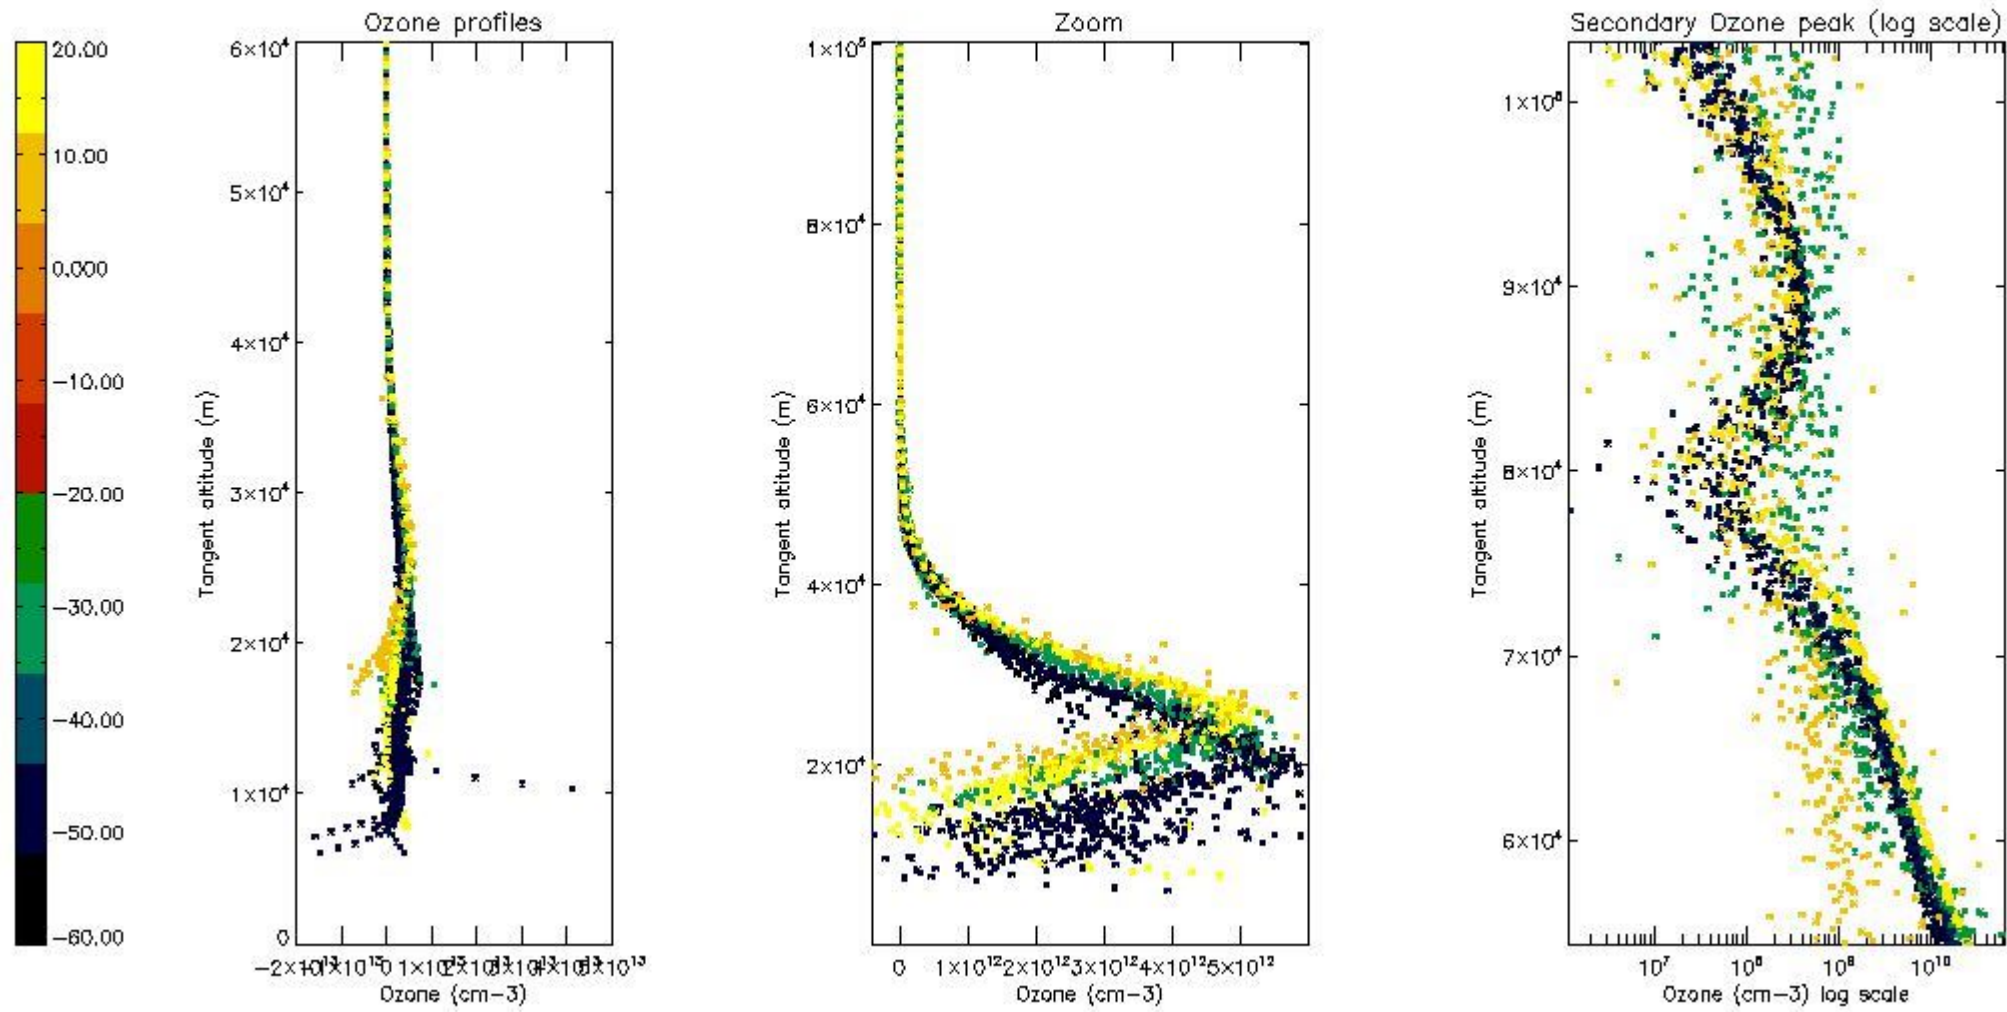 Ozone profiles
Zoom
Secondary Ozone peak (log scale)
20.00
10.00
0.000
−10.00
−20.00
−30.00
−40.00
−50.00
−60.00
6×10⁴
5×10⁴
4×10⁴
3×10⁴
2×10⁴
1×10⁴
0
Tangent altitude (m)
Ozone (cm−3)
1×10⁵
8×10⁴
6×10⁴
4×10⁴
2×10⁴
Tangent altitude (m)
0 1×10¹² 2×10¹² 3×10¹² 4×10¹² 5×10¹²
Ozone (cm−3)
9×10⁴
8×10⁴
7×10⁴
6×10⁴
Tangent altitude (m)
10⁷ 10⁸ 10⁹ 10¹⁰
Ozone (cm−3) log scale